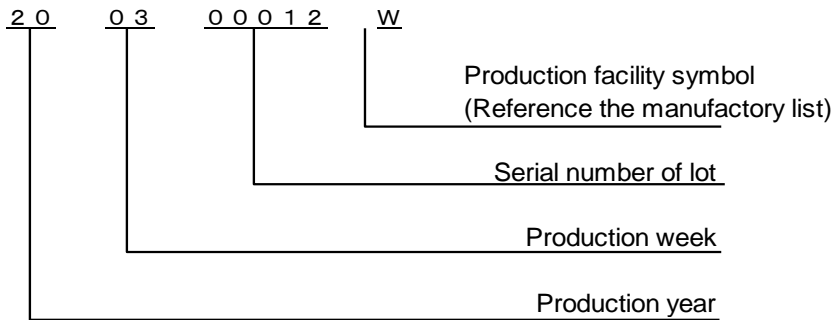 ２０ ０３ ０００１２ Ｗ
Production facility symbol
(Reference the manufactory list)
Serial number of lot
Production week
Production year